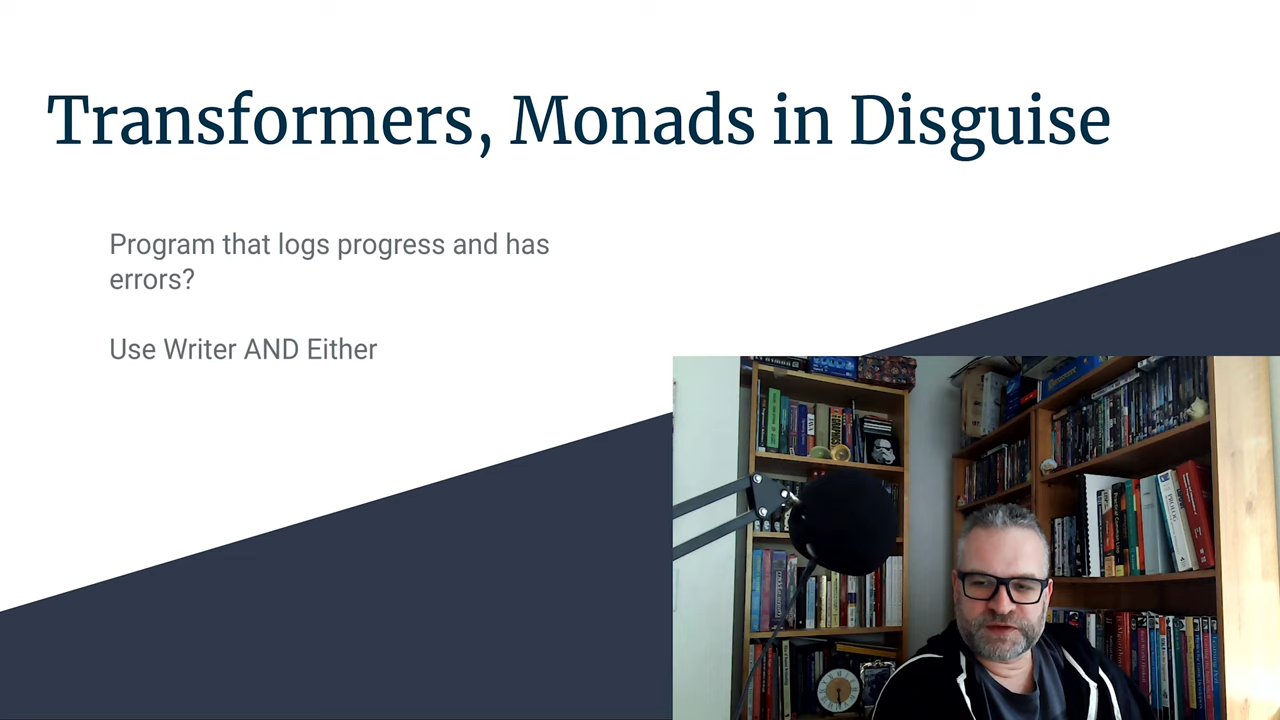 Transformers, Monads in Disguise
Program that logs progress and has
errors?
Use Writer AND Either